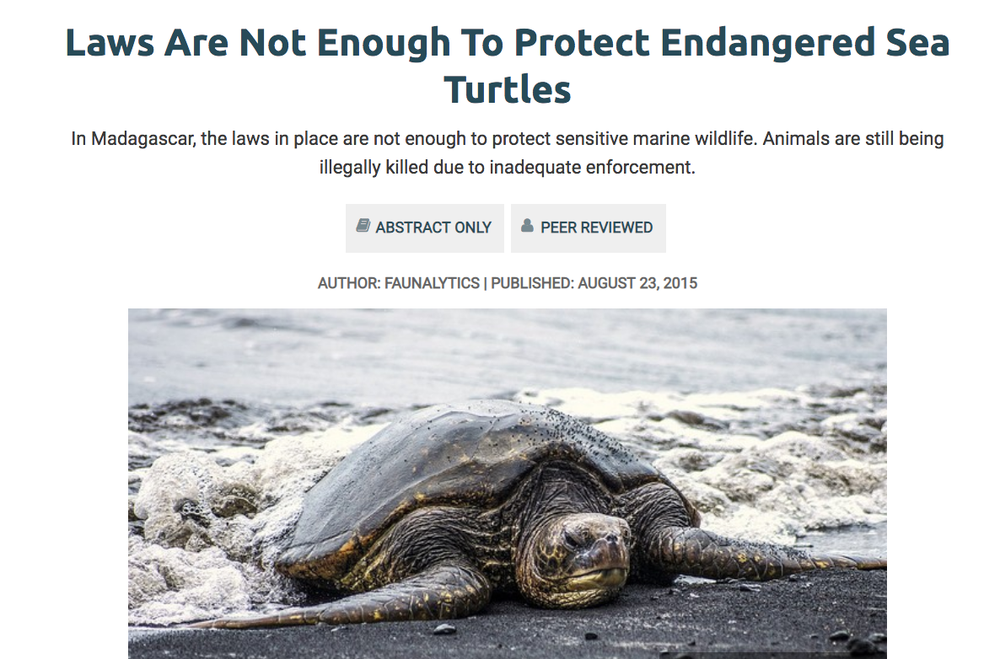 Laws Are Not Enough To Protect Endangered Sea
Turtles
In Madagascar, the laws in place are not enough to protect sensitive marine wildlife. Animals are still being
illegally killed due to inadequate enforcement.
ABSTRACT ONLY
PEER REVIEWED
AUTHOR: FAUNALYTICS | PUBLISHED: AUGUST 23, 2015